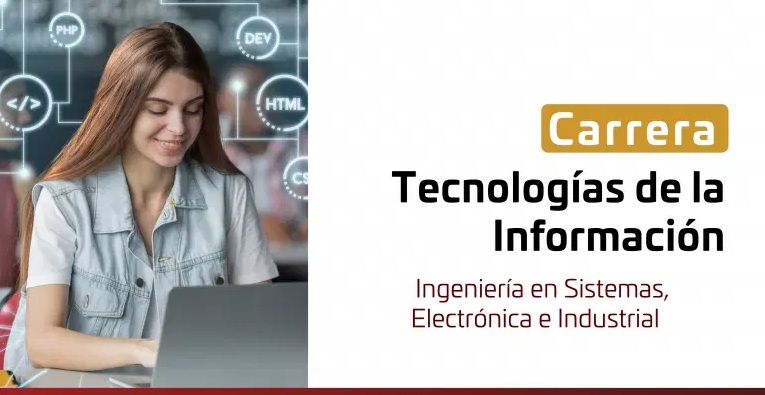 PHP
DEV
</>
HTML
CS
Carrera
Tecnologías de la
Información
Ingeniería en Sistemas,
Electrónica e Industrial